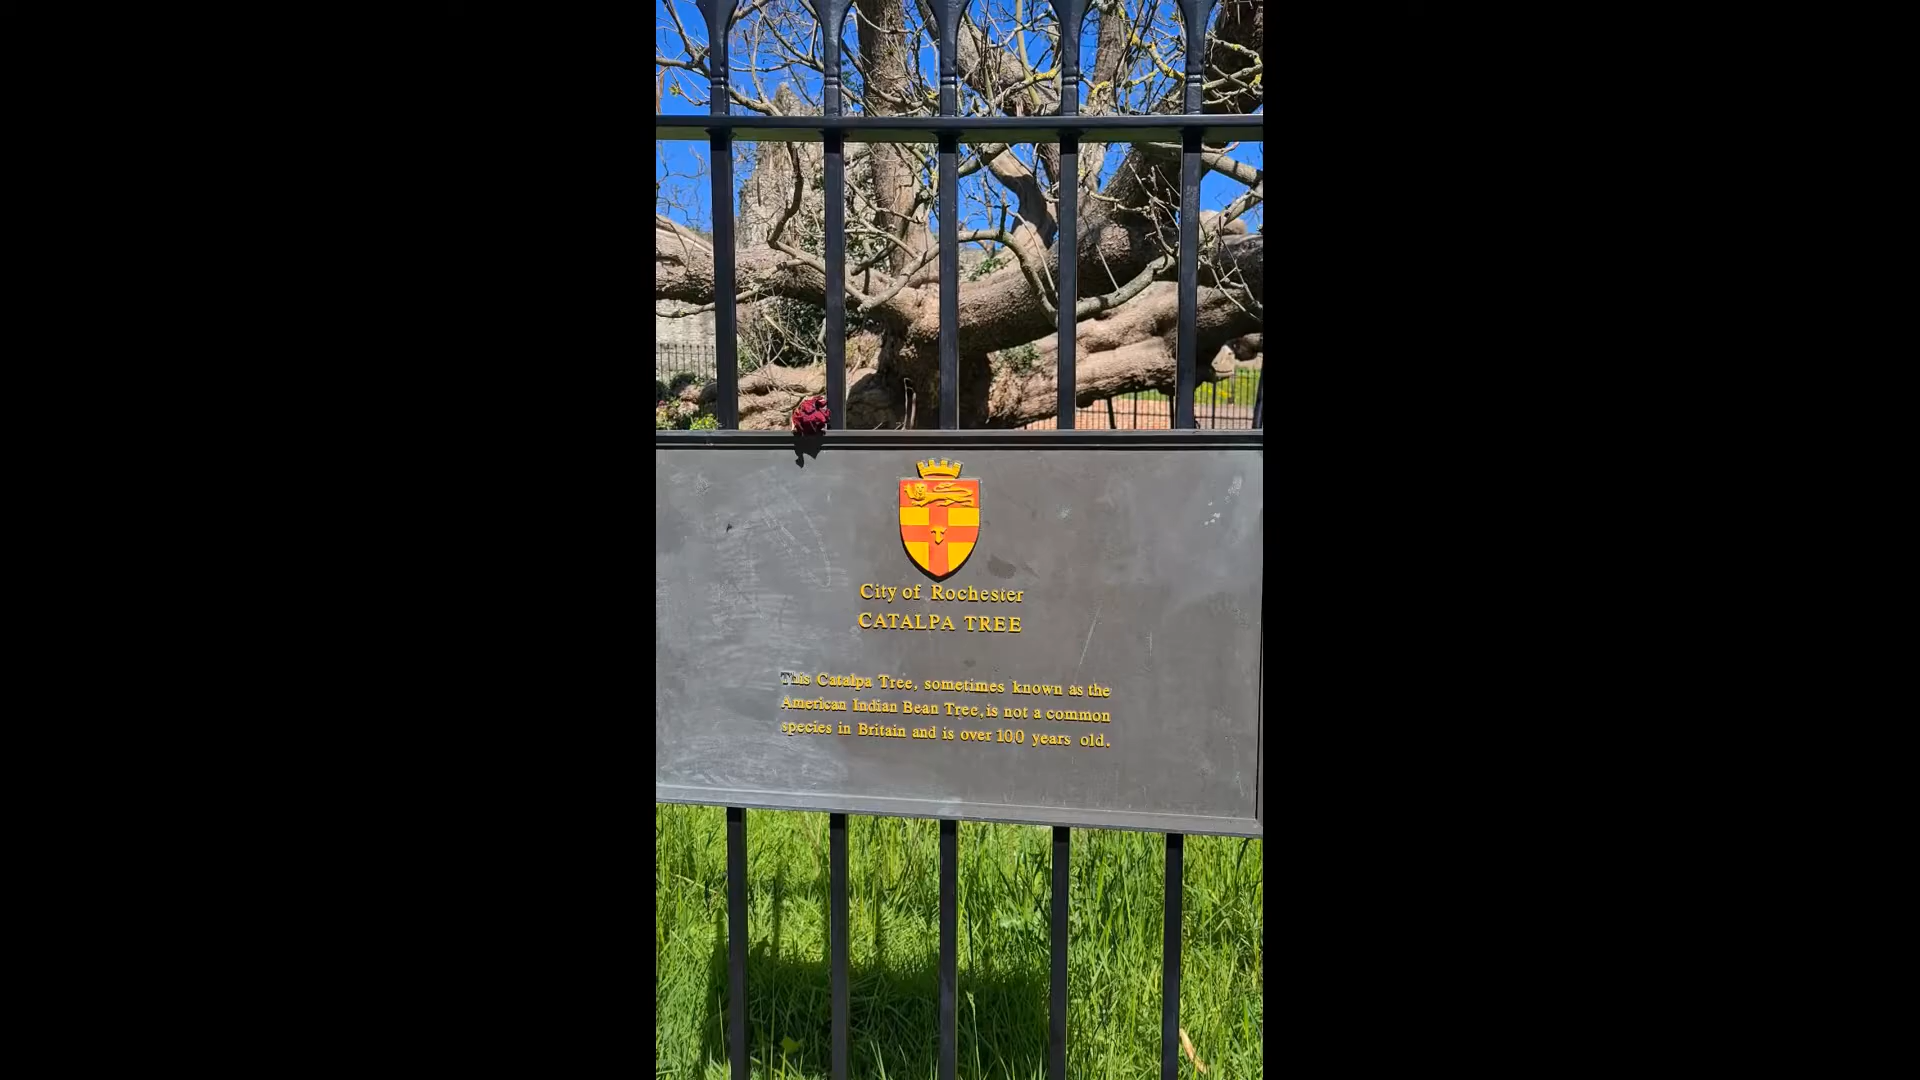 City of Rochester
CATALPA TREE
This Catalpa Tree, sometimes known as the
American Indian Bean Tree, is not a common
species in Britain and is over 100 years old.